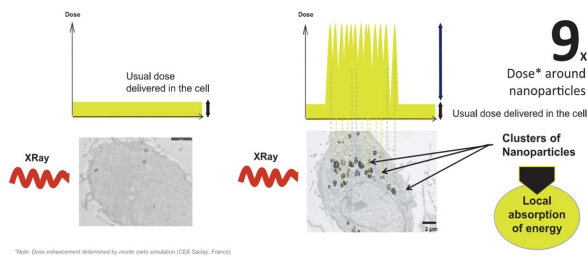 Dose
Usual dose
delivered in the cell
XRay
Dose
9x
Dose* around
nanoparticles
Usual dose delivered in the cell
XRay
Clusters of
Nanoparticles
Local
absorption
of energy
2 µm
*Note: Dose enhancement determined by monte carlo simulation (CEA Saclay, France)